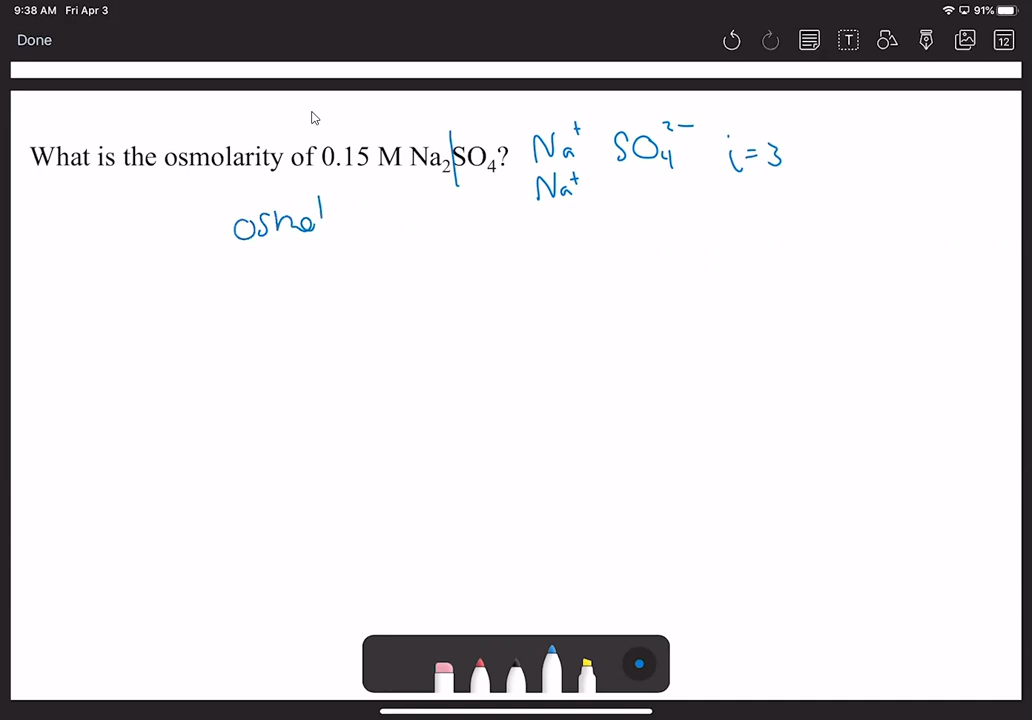 9:38 AM Fri Apr 3 91%
Done
12
What is the osmolarity of 0.15 M Na₂SO₄? Na⁺ SO₄²⁻ i = 3
Na⁺
osmol